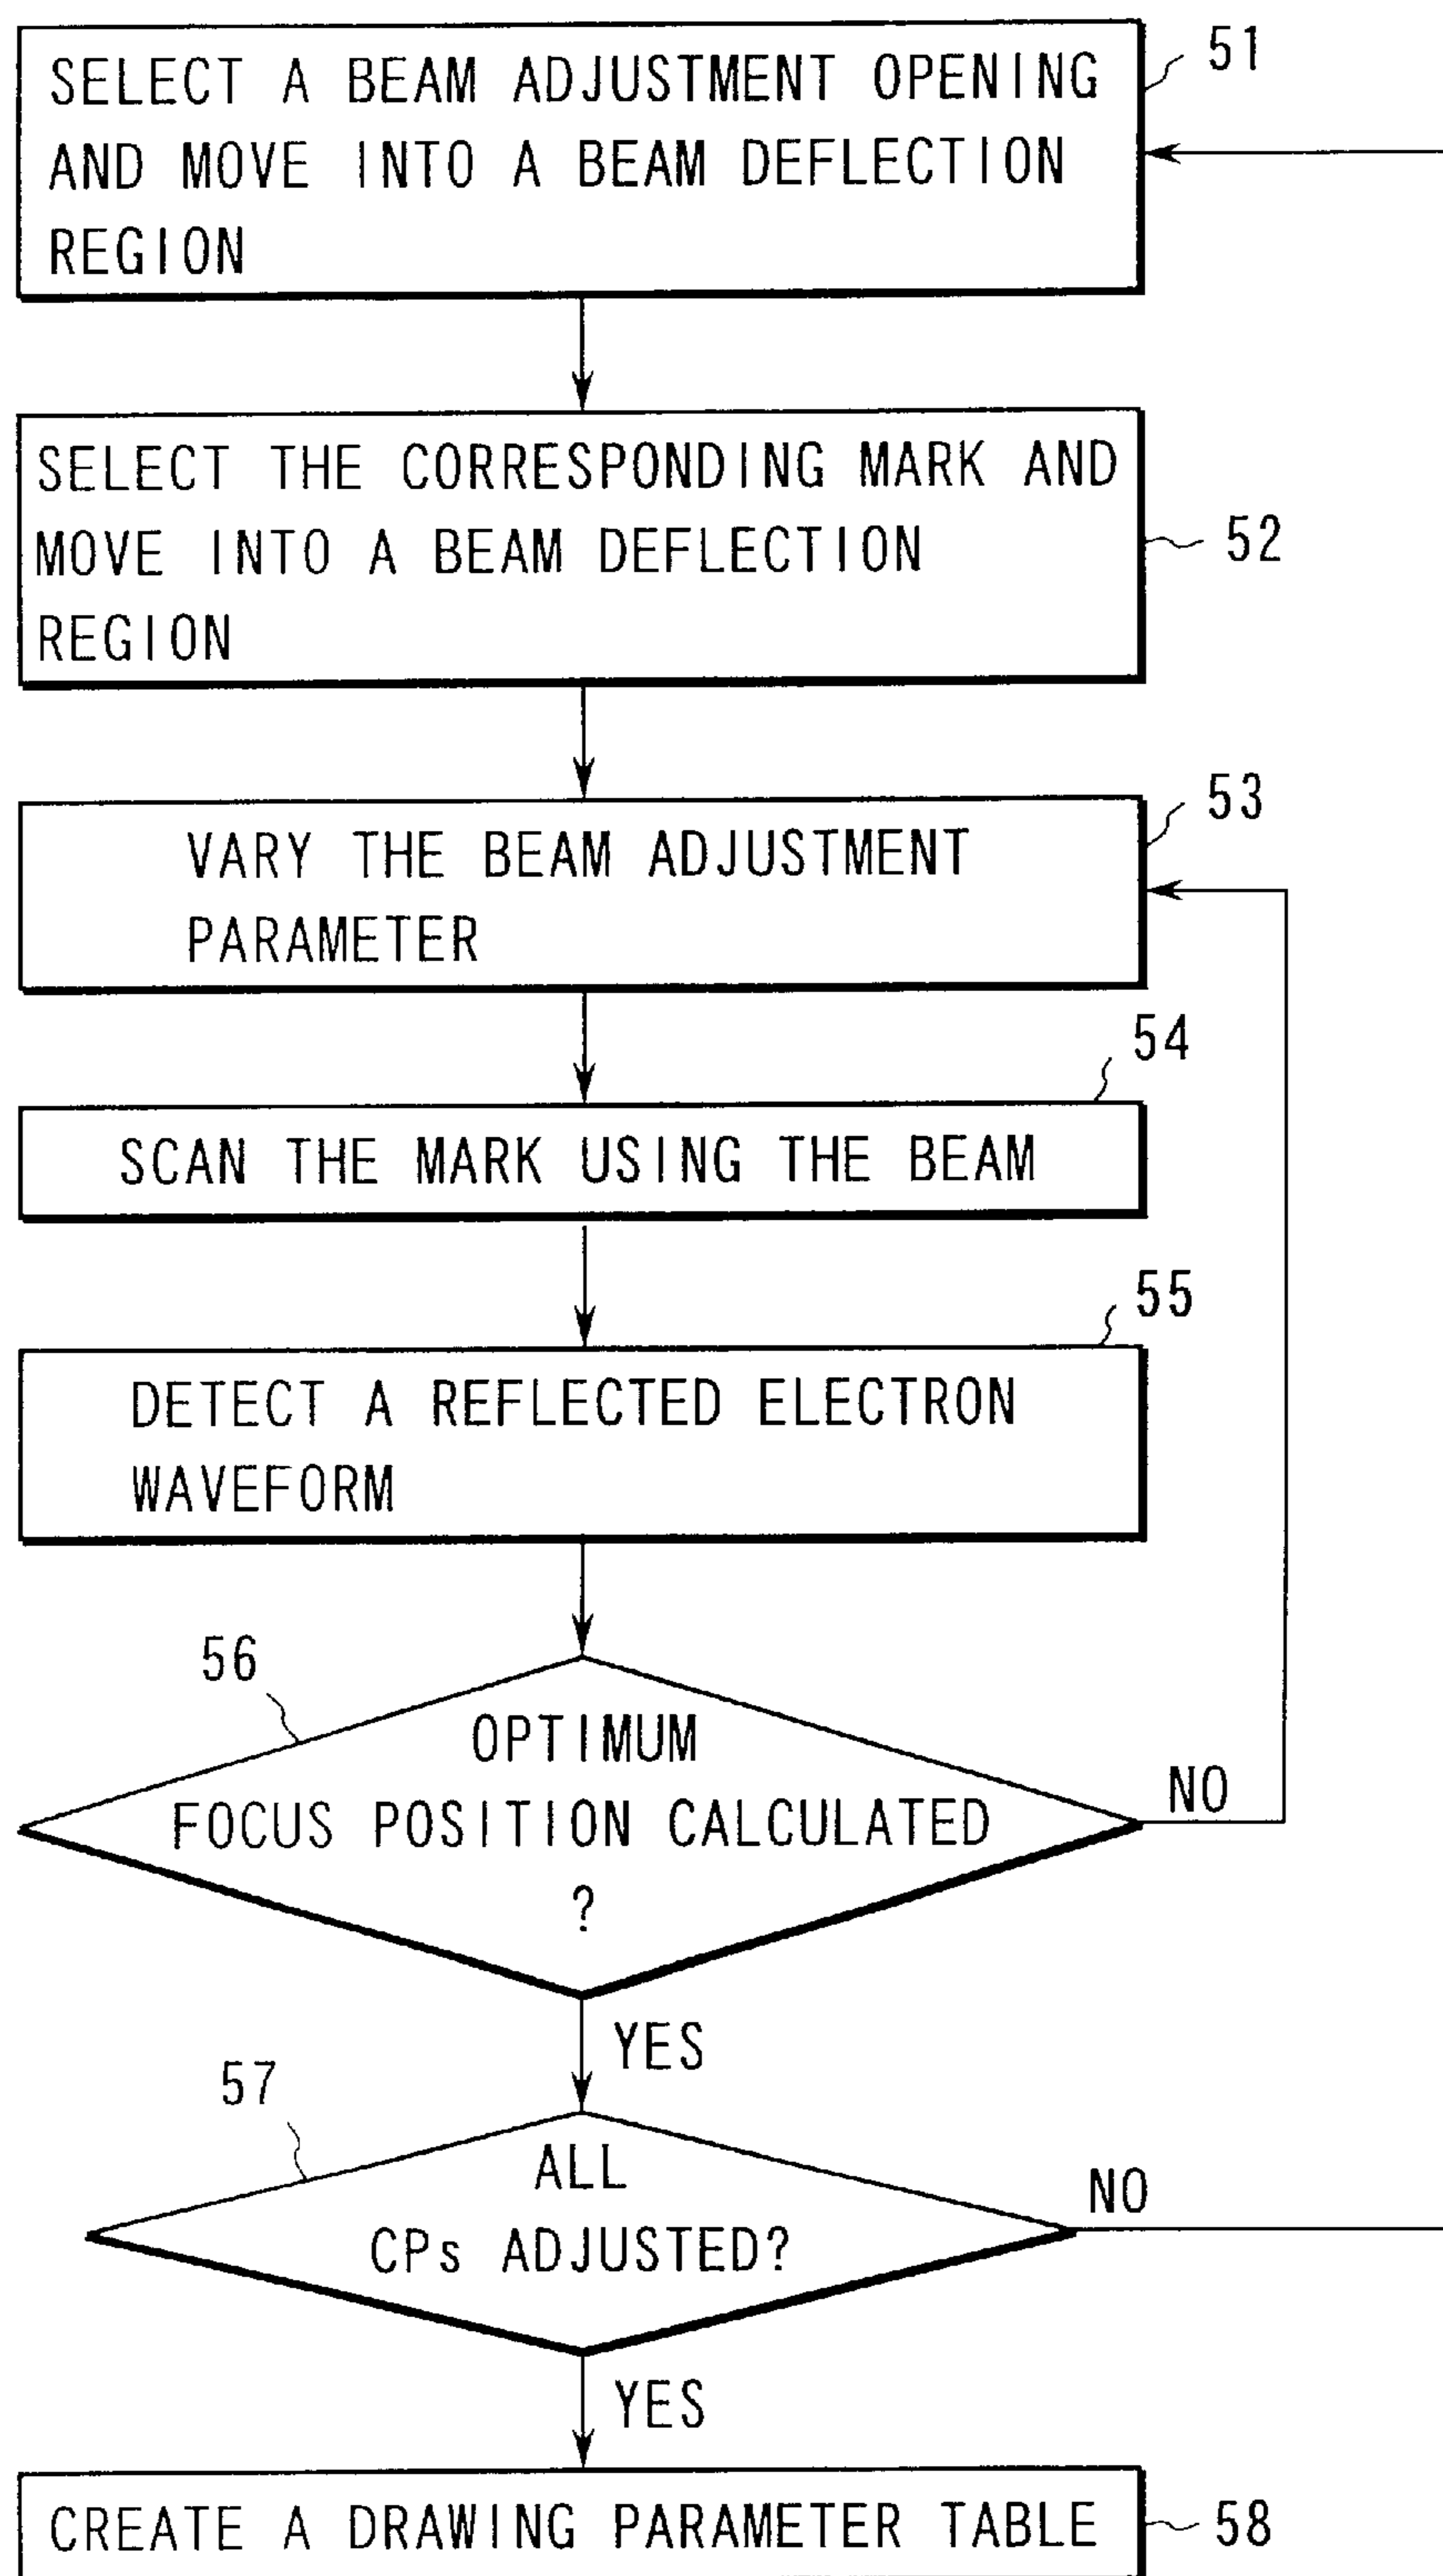 51
SELECT A BEAM ADJUSTMENT OPENING
AND MOVE INTO A BEAM DEFLECTION
REGION
SELECT THE CORRESPONDING MARK AND
MOVE INTO A BEAM DEFLECTION
REGION
52
53
VARY THE BEAM ADJUSTMENT
PARAMETER
54
SCAN THE MARK USING THE BEAM
55
DETECT A REFLECTED ELECTRON
WAVEFORM
56
OPTIMUM
FOCUS POSITION CALCULATED
?
NO
YES
57
ALL
CPs ADJUSTED?
NO
YES
CREATE A DRAWING PARAMETER TABLE
58